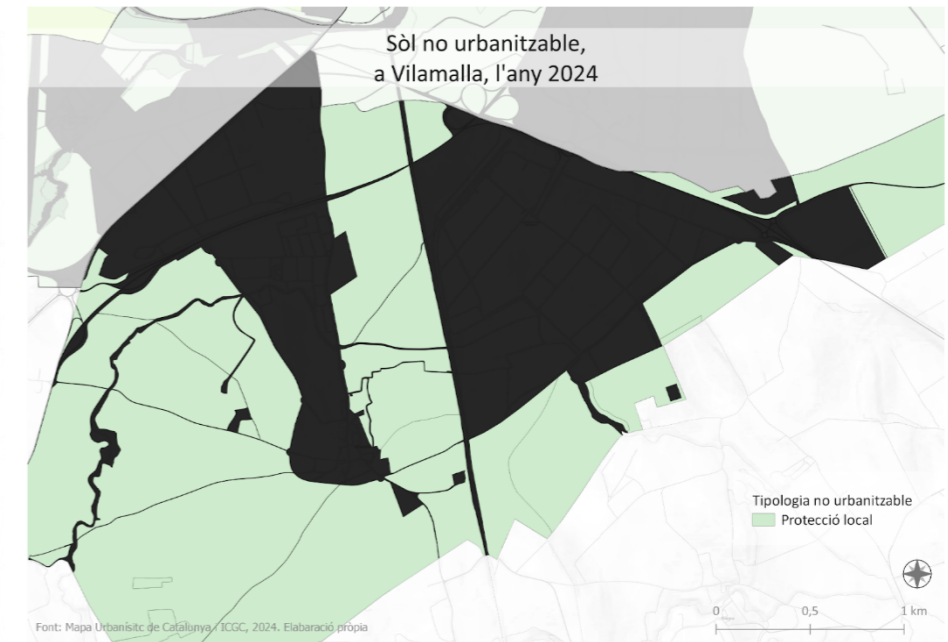 Sòl no urbanitzable,
a Vilamalla, l'any 2024
Tipologia no urbanitzable
Protecció local
0 0,5 1 km
Font: Mapa Urbanísitc de Catalunya / ICGC, 2024. Elabaració pròpia